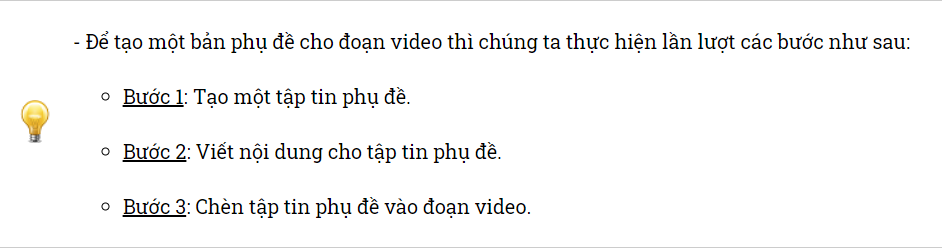 - Để tạo một bản phụ đề cho đoạn video thì chúng ta thực hiện lần lượt các bước như sau:
Bước 1: Tạo một tập tin phụ đề.
Bước 2: Viết nội dung cho tập tin phụ đề.
Bước 3: Chèn tập tin phụ đề vào đoạn video.